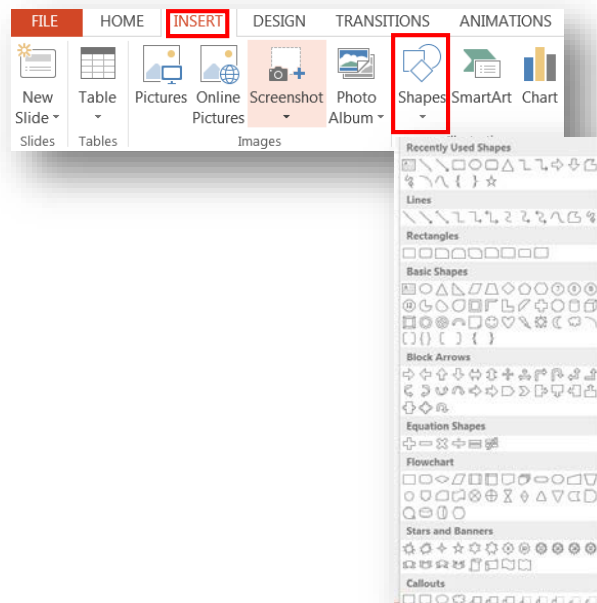 FILE HOME INSERT DESIGN TRANSITIONS ANIMATIONS
New Slide Table Pictures Online Pictures Screenshot Photo Album Shapes SmartArt Chart
Slides Tables Images
Recently Used Shapes
Lines
Rectangles
Basic Shapes
Block Arrows
Equation Shapes
Flowchart
Stars and Banners
Callouts